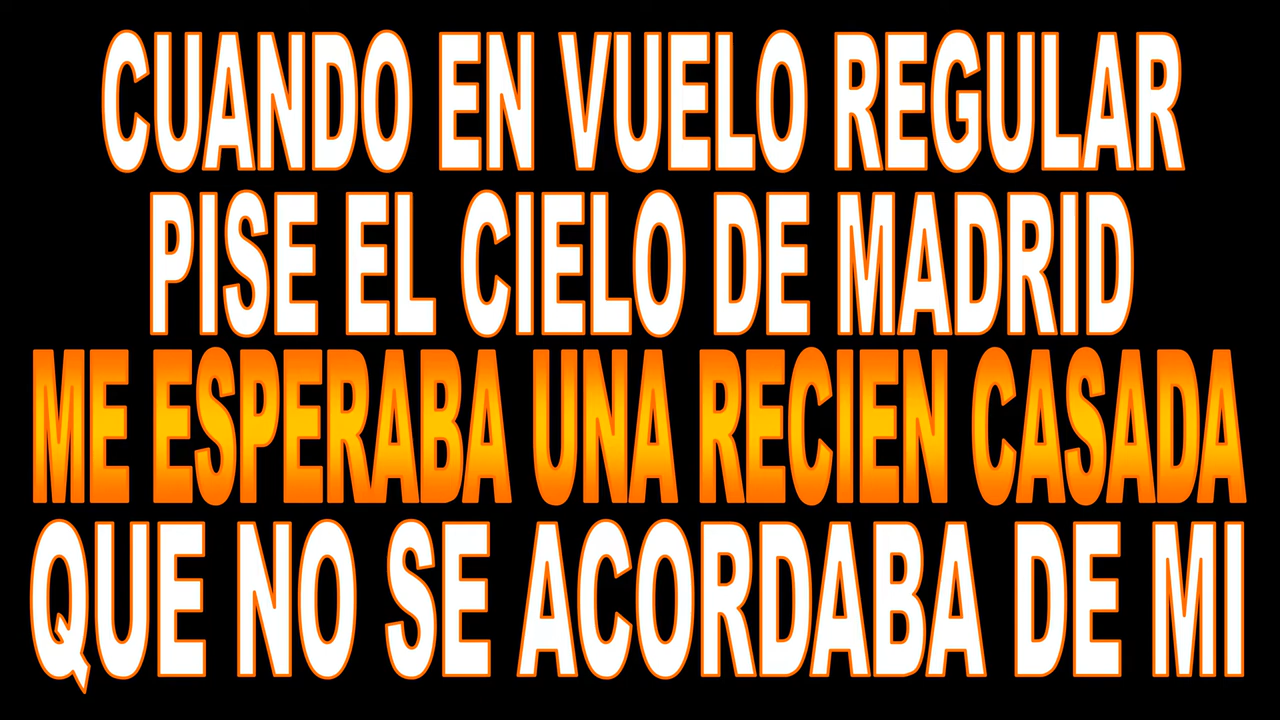 CUANDO EN VUELO REGULAR
PISE EL CIELO DE MADRID
ME ESPERABA UNA RECIEN CASADA
QUE NO SE ACORDABA DE MI